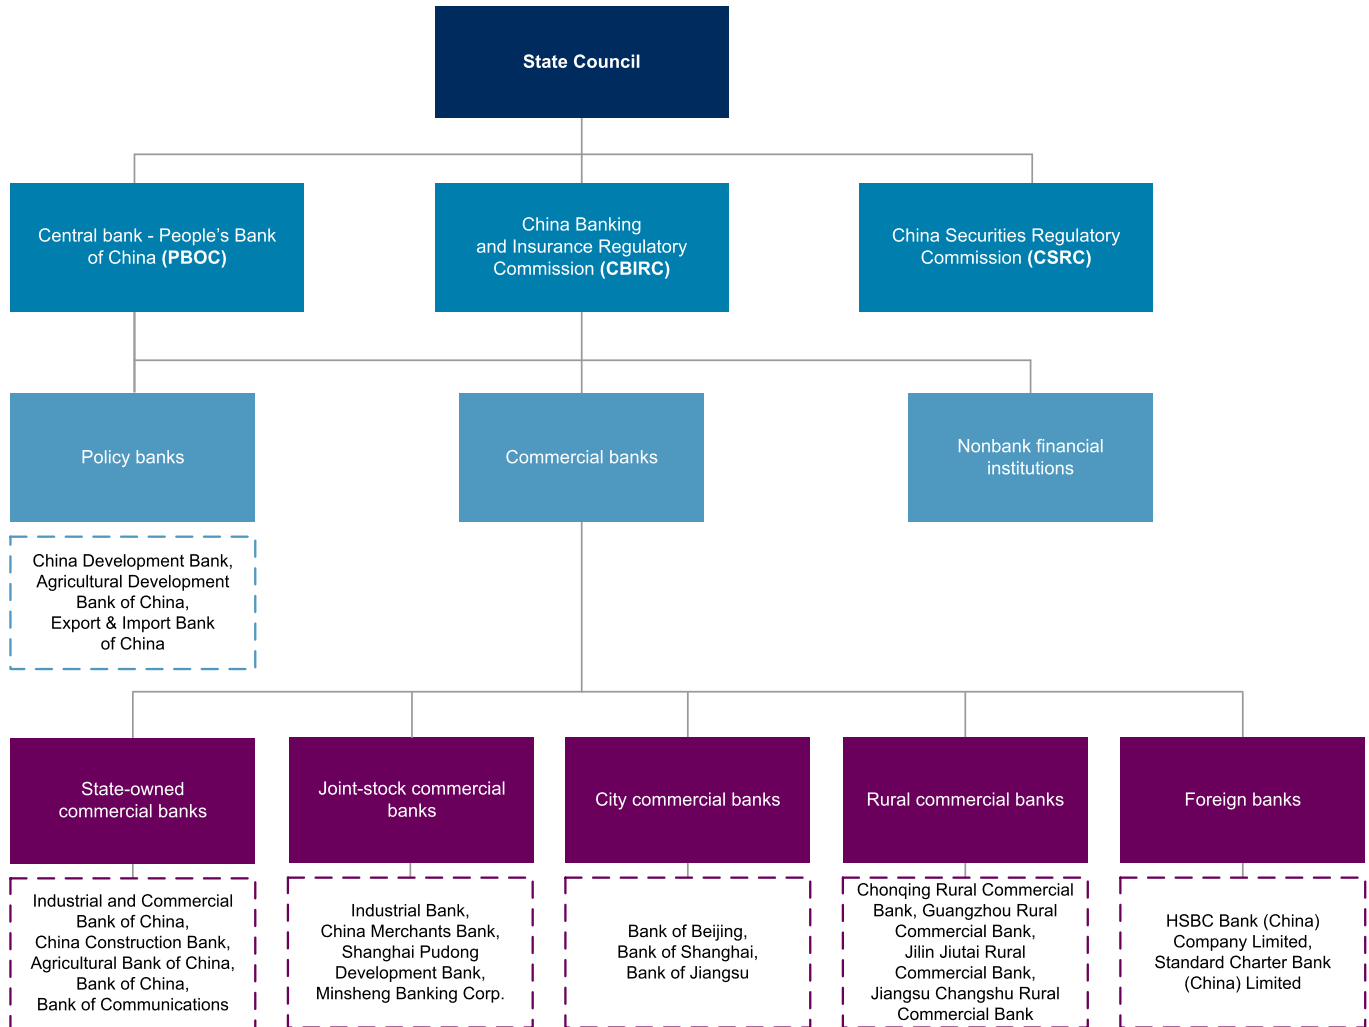 State Council
Central bank - People’s Bank
of China (PBOC)
China Banking
and Insurance Regulatory
Commission (CBIRC)
China Securities Regulatory
Commission (CSRC)
Policy banks
Commercial banks
Nonbank financial
institutions
China Development Bank,
Agricultural Development
Bank of China,
Export & Import Bank
of China
State-owned
commercial banks
Joint-stock commercial
banks
City commercial banks
Rural commercial banks
Foreign banks
Industrial and Commercial
Bank of China,
China Construction Bank,
Agricultural Bank of China,
Bank of China,
Bank of Communications
Industrial Bank,
China Merchants Bank,
Shanghai Pudong
Development Bank,
Minsheng Banking Corp.
Bank of Beijing,
Bank of Shanghai,
Bank of Jiangsu
Chonqing Rural Commercial
Bank, Guangzhou Rural
Commercial Bank,
Jilin Jiutai Rural
Commercial Bank,
Jiangsu Changshu Rural
Commercial Bank
HSBC Bank (China)
Company Limited,
Standard Charter Bank
(China) Limited